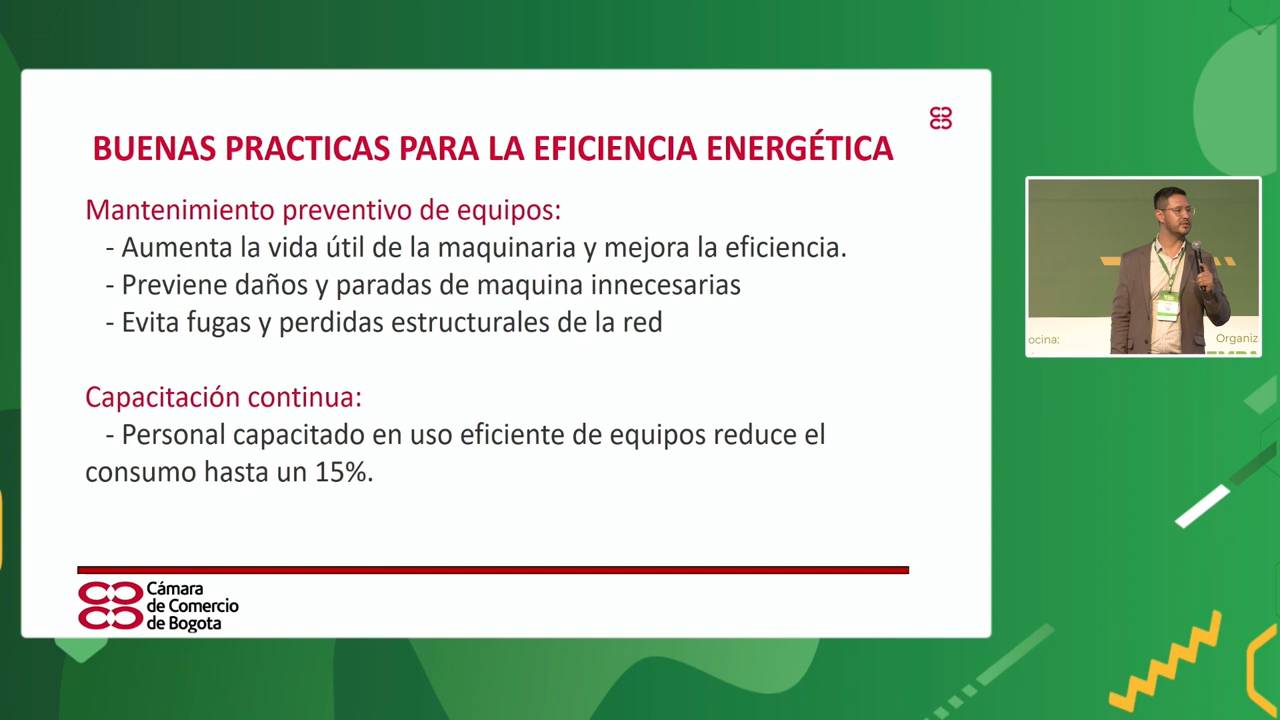 BUENAS PRACTICAS PARA LA EFICIENCIA ENERGÉTICA
Mantenimiento preventivo de equipos:
- Aumenta la vida útil de la maquinaria y mejora la eficiencia.
- Previene daños y paradas de maquina innecesarias
- Evita fugas y perdidas estructurales de la red
Capacitación continua:
- Personal capacitado en uso eficiente de equipos reduce el
consumo hasta un 15%.
Cámara
de Comercio
de Bogota
ocina:
Organiz